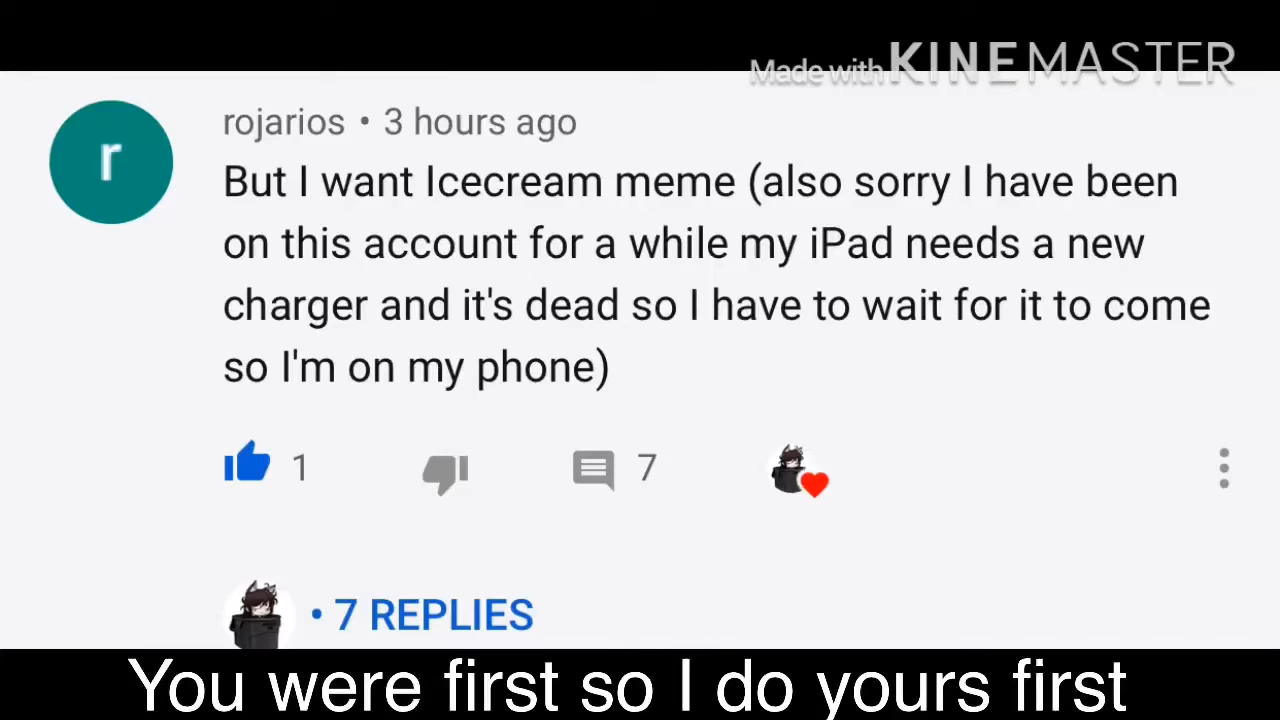 Made with KINEMASTER
r
rojarios • 3 hours ago
But I want Icecream meme (also sorry I have been
on this account for a while my iPad needs a new
charger and it's dead so I have to wait for it to come
so I'm on my phone)
1 7
• 7 REPLIES
You were first so I do yours first